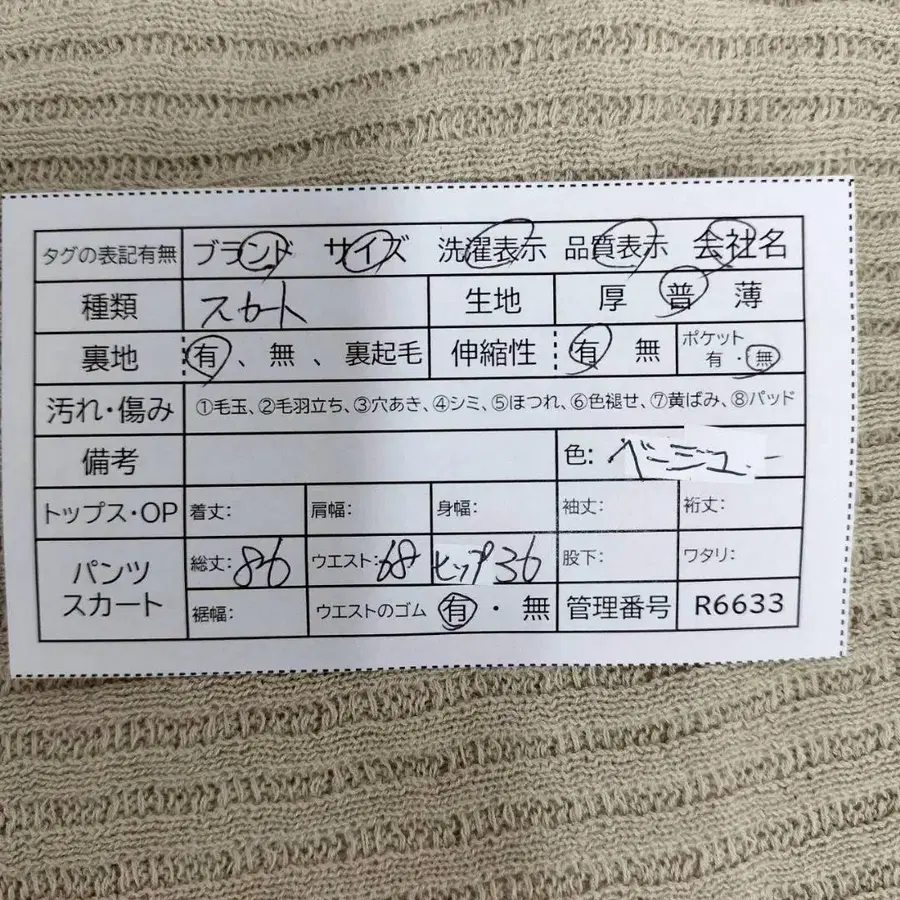 タグの表記有無 ブランド サイズ 洗濯表示 品質表示 会社名
種類 スカート 生地 厚 普 薄
裏地 有、無、裏起毛 伸縮性 有 無 ポケット 有・無
汚れ・傷み ①毛玉、②毛羽立ち、③穴あき、④シミ、⑤ほつれ、⑥色褪せ、⑦黄ばみ、⑧パッド
備考 色: ベージュ
トップス・OP 着丈: 肩幅: 身幅: 袖丈: 裄丈:
パンツ スカート 総丈: 86 ウエスト: 68 ヒップ 36 股下: ワタリ:
裾幅: ウエストのゴム 有・無 管理番号 R6633